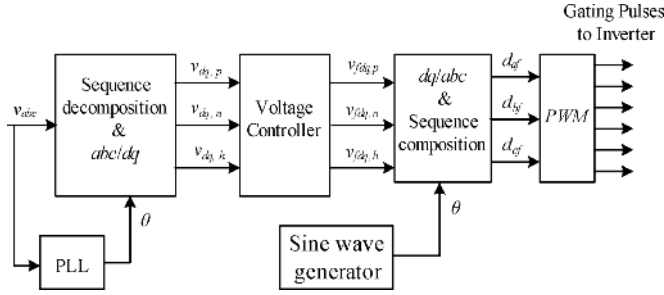 Gating Pulses
to Inverter
v_abc
Sequence
decomposition
&
abc/dq
v_dq, p
v_dq, n
v_dq, h
Voltage
Controller
v_fdq,p
v_fdq,n
v_fdq,h
dq/abc
&
Sequence
composition
d_af
d_bf
d_cf
PWM
θ
PLL
θ
Sine wave
generator